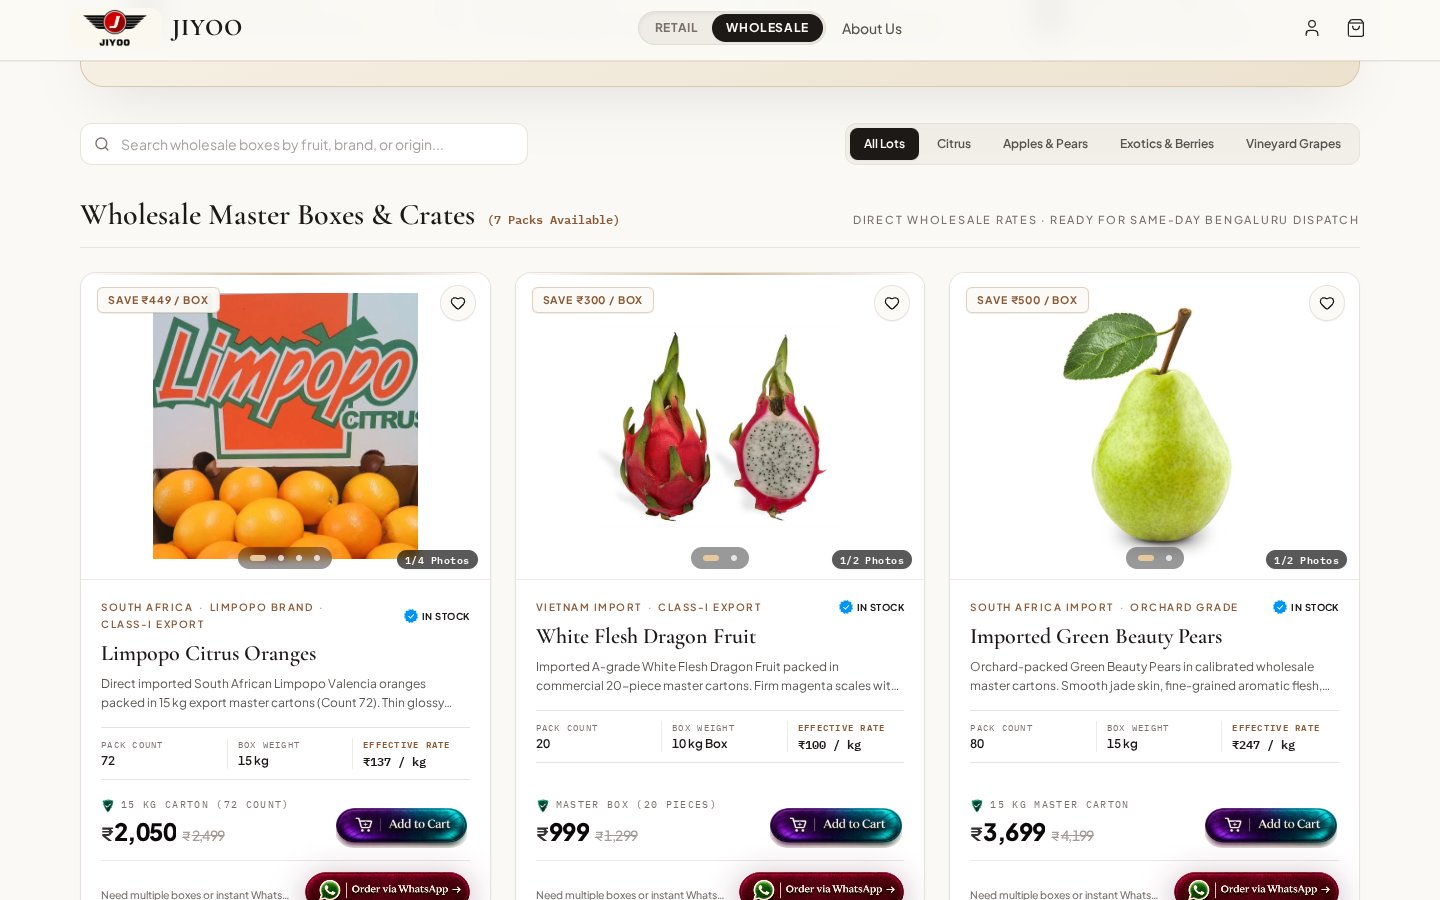 JIYOO
JIYOO
RETAIL
WHOLESALE
About Us
Search wholesale boxes by fruit, brand, or origin...
All Lots
Citrus
Apples & Pears
Exotics & Berries
Vineyard Grapes
Wholesale Master Boxes & Crates (7 Packs Available)
DIRECT WHOLESALE RATES · READY FOR SAME-DAY BENGALURU DISPATCH
SAVE ₹449 / BOX
Limpopo
CITRUS
1/4 Photos
SOUTH AFRICA · LIMPOPO BRAND ·
CLASS-I EXPORT
IN STOCK
Limpopo Citrus Oranges
Direct imported South African Limpopo Valencia oranges
packed in 15 kg export master cartons (Count 72). Thin glossy…
PACK COUNT
72
BOX WEIGHT
15 kg
EFFECTIVE RATE
₹137 / kg
15 KG CARTON (72 COUNT)
₹2,050 ₹2,499
Add to Cart
Need multiple boxes or instant Whats…
Order via WhatsApp →
SAVE ₹300 / BOX
1/2 Photos
VIETNAM IMPORT · CLASS-I EXPORT
IN STOCK
White Flesh Dragon Fruit
Imported A-grade White Flesh Dragon Fruit packed in
commercial 20-piece master cartons. Firm magenta scales wit…
PACK COUNT
20
BOX WEIGHT
10 kg Box
EFFECTIVE RATE
₹100 / kg
MASTER BOX (20 PIECES)
₹999 ₹1,299
Add to Cart
Need multiple boxes or instant Whats…
Order via WhatsApp →
SAVE ₹500 / BOX
1/2 Photos
SOUTH AFRICA IMPORT · ORCHARD GRADE
IN STOCK
Imported Green Beauty Pears
Orchard-packed Green Beauty Pears in calibrated wholesale
master cartons. Smooth jade skin, fine-grained aromatic flesh,…
PACK COUNT
80
BOX WEIGHT
15 kg
EFFECTIVE RATE
₹247 / kg
15 KG MASTER CARTON
₹3,699 ₹4,199
Add to Cart
Need multiple boxes or instant Whats…
Order via WhatsApp →